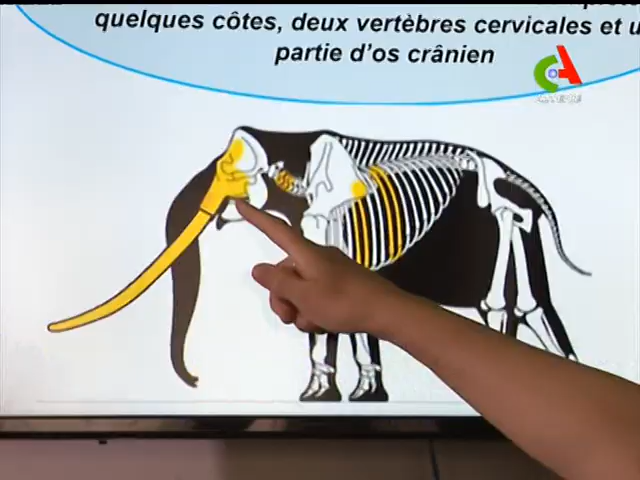 quelques côtes, deux vertèbres cervicales et u
partie d'os crânien